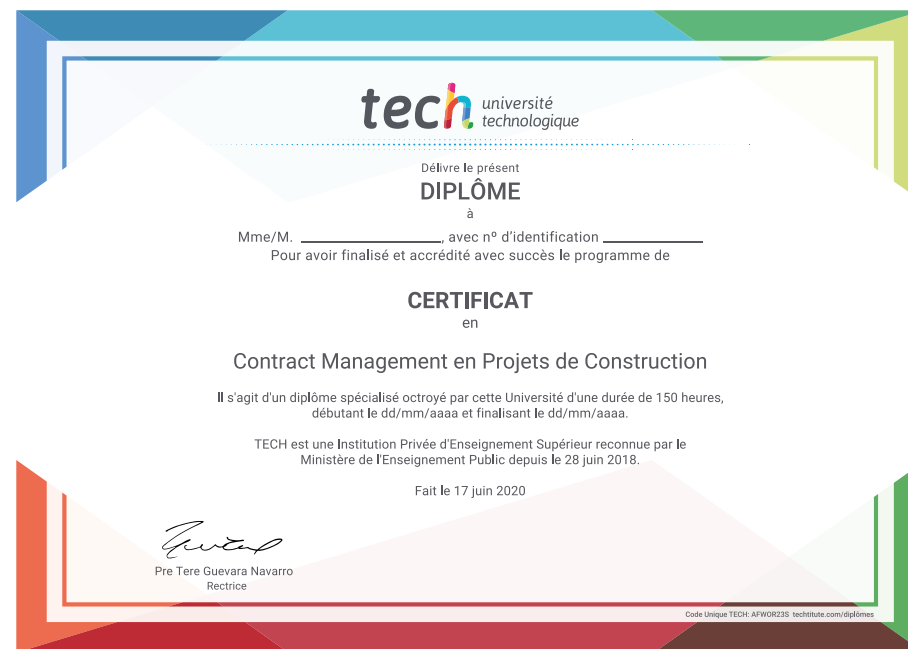 tech université
technologique
Délivre le présent
DIPLÔME
à
Mme/M. ____________________, avec nº d'identification ______________
Pour avoir finalisé et accrédité avec succès le programme de
CERTIFICAT
en
Contract Management en Projets de Construction
Il s'agit d'un diplôme spécialisé octroyé par cette Université d'une durée de 150 heures,
débutant le dd/mm/aaaa et finalisant le dd/mm/aaaa.
TECH est une Institution Privée d'Enseignement Supérieur reconnue par le
Ministère de l'Enseignement Public depuis le 28 juin 2018.
Fait le 17 juin 2020
Pre Tere Guevara Navarro
Rectrice
Code Unique TECH: AFWOR23S techtitute.com/diplômes